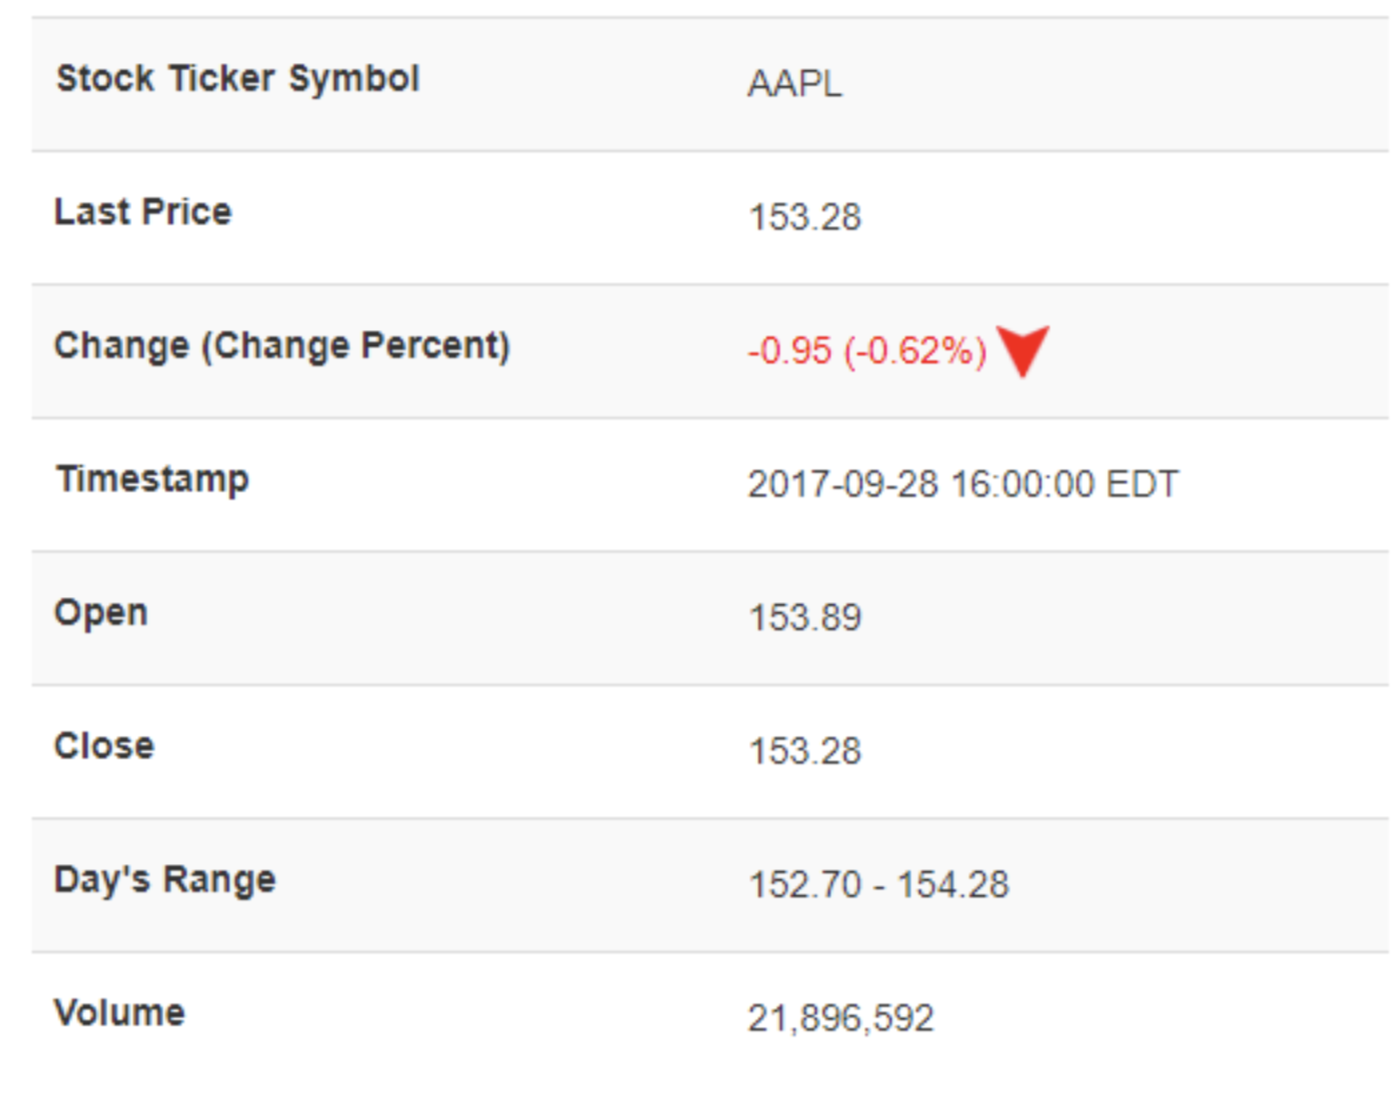 Stock Ticker Symbol AAPL
Last Price 153.28
Change (Change Percent) -0.95 (-0.62%)
Timestamp 2017-09-28 16:00:00 EDT
Open 153.89
Close 153.28
Day's Range 152.70 - 154.28
Volume 21,896,592